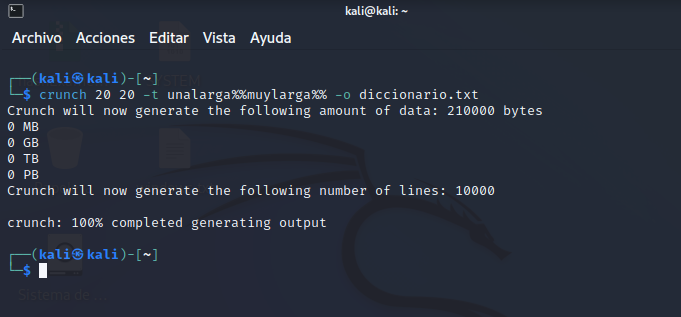 kali@kali: ~
Archivo Acciones Editar Vista Ayuda
┌──(kali㉿kali)-[~]
└─$ crunch 20 20 -t unalarga%%muylarga%% -o diccionario.txt
Crunch will now generate the following amount of data: 210000 bytes
0 MB
0 GB
0 TB
0 PB
Crunch will now generate the following number of lines: 10000
crunch: 100% completed generating output
┌──(kali㉿kali)-[~]
└─$
Sistema de